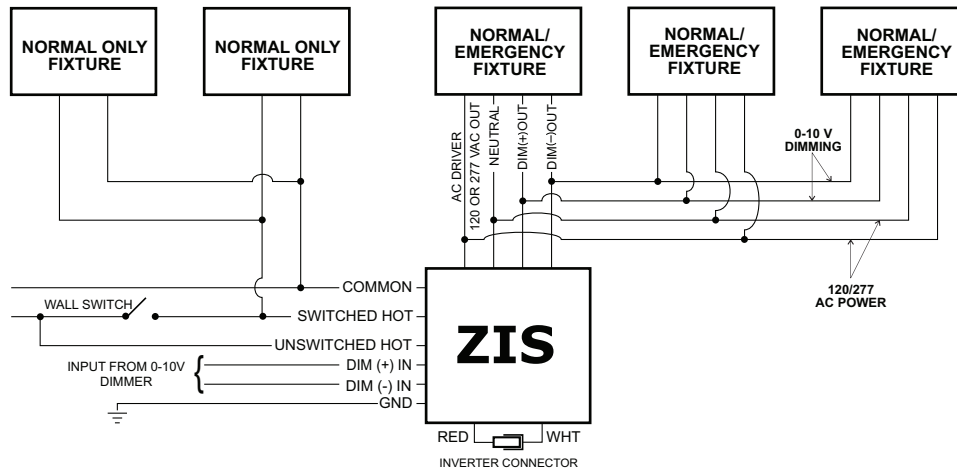 NORMAL ONLY
FIXTURE
NORMAL ONLY
FIXTURE
NORMAL/
EMERGENCY
FIXTURE
NORMAL/
EMERGENCY
FIXTURE
NORMAL/
EMERGENCY
FIXTURE
AC DRIVER
120 OR 277 VAC OUT
NEUTRAL
DIM(+)OUT
DIM(–)OUT
0-10 V
DIMMING
120/277
AC POWER
COMMON
WALL SWITCH
SWITCHED HOT
UNSWITCHED HOT
INPUT FROM 0-10V
DIMMER
DIM (+) IN
DIM (-) IN
GND
ZIS
RED
WHT
INVERTER CONNECTOR